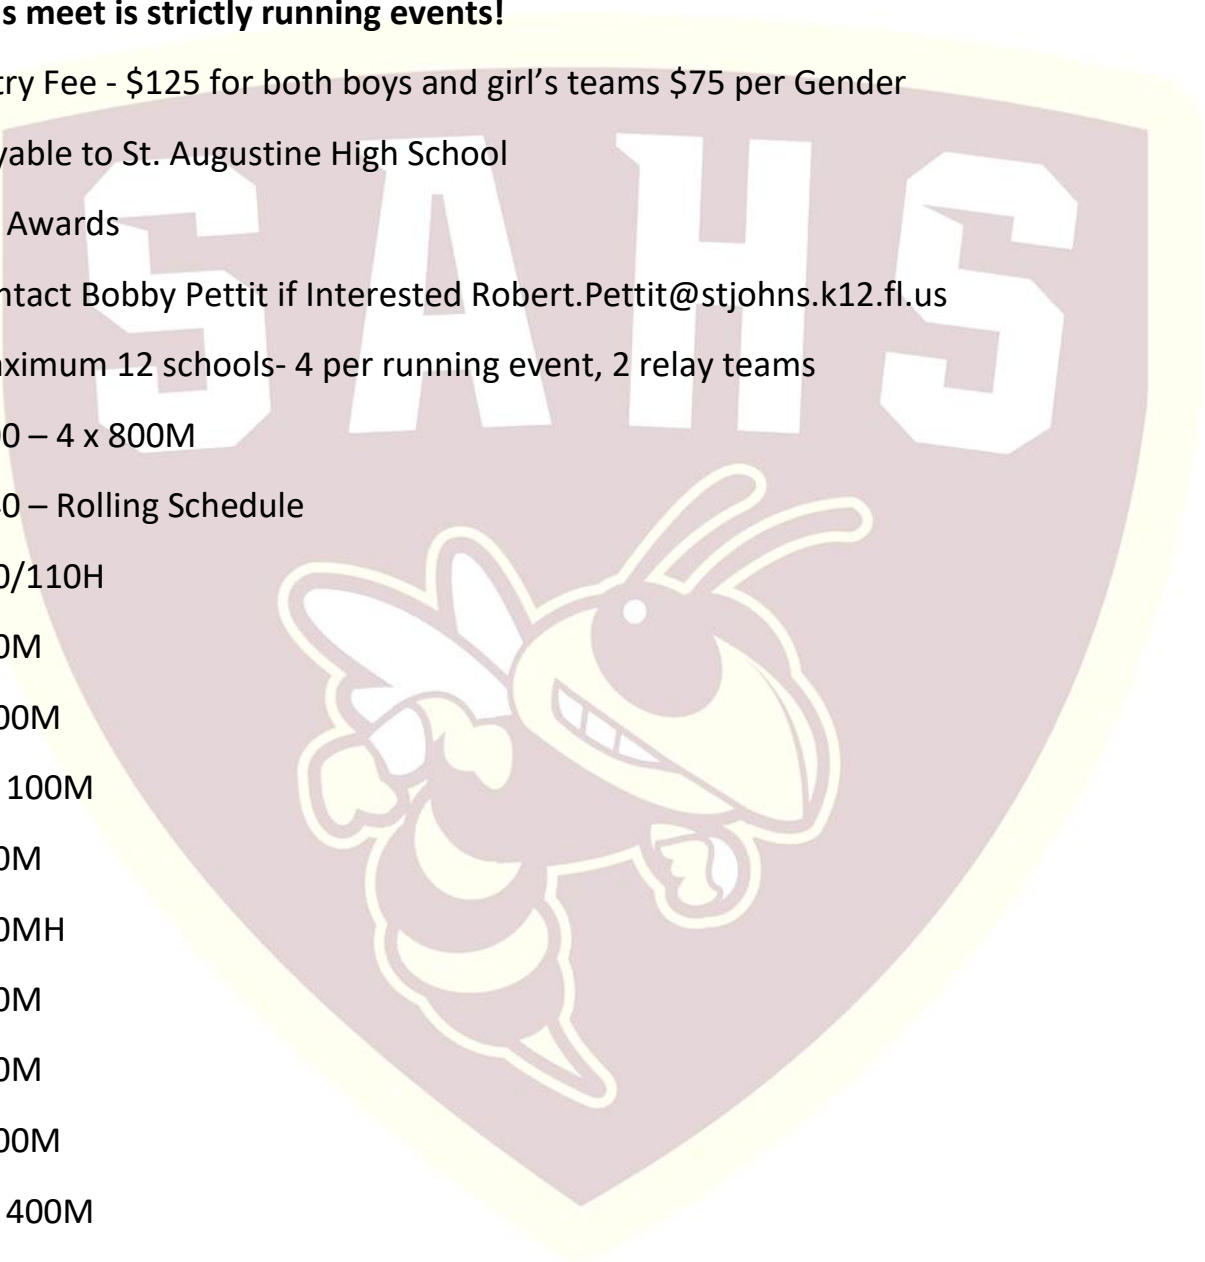 s meet is strictly running events!
try Fee - $125 for both boys and girl’s teams $75 per Gender
yable to St. Augustine High School
Awards
ntact Bobby Pettit if Interested Robert.Pettit@stjohns.k12.fl.us
ximum 12 schools- 4 per running event, 2 relay teams
00 – 4 x 800M
40 – Rolling Schedule
0/110H
0M
00M
100M
0M
0MH
0M
0M
00M
400M
SAHS